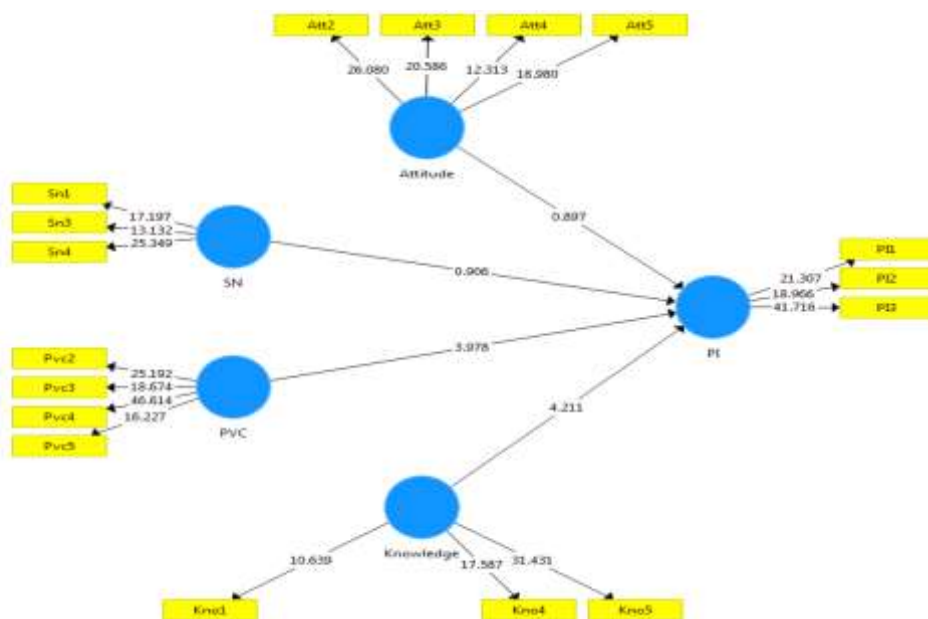 Att2 Att3 Att4 Att5
26.080 20.586 12.313 18.980
Attitude
0.897
Sn1
Sn3
Sn4
17.197
13.132
25.349
SN
0.906
PI1
PI2
PI3
21.307
18.966
41.716
PI
Pvc2
Pvc3
Pvc4
Pvc5
25.192
18.674
46.614
16.227
PVC
3.978
4.211
Knowledge
10.639 17.587 31.431
Kno1 Kno4 Kno5